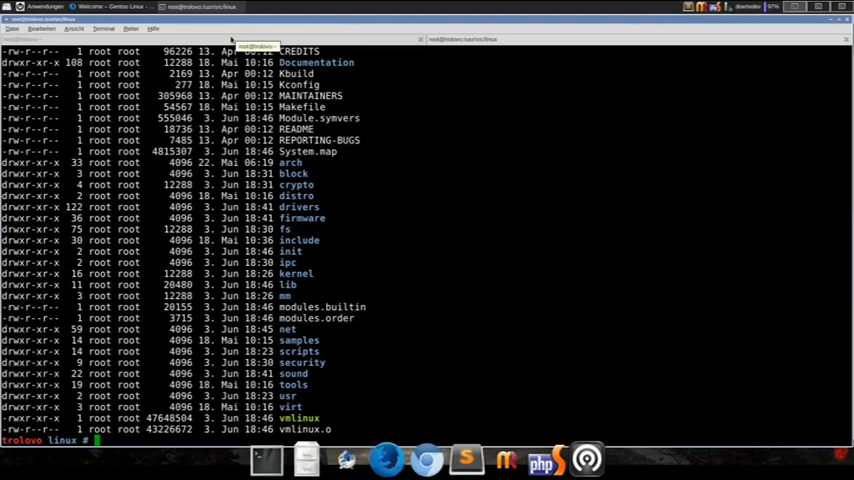 Anwendungen Welcome – Gentoo Linux - ... root@trolovo:/usr/src/linux doertedev 97%
root@trolovo:/usr/src/linux
Datei Bearbeiten Ansicht Terminal Reiter Hilfe
root@trolovo:~ root@trolovo:/usr/src/linux
root@trolovo:~
-rw-r--r-- 1 root root 96226 13. Apr 00:12 CREDITS
drwxr-xr-x 108 root root 12288 18. Mai 10:16 Documentation
-rw-r--r-- 1 root root 2169 13. Apr 00:12 Kbuild
-rw-r--r-- 1 root root 277 18. Mai 10:15 Kconfig
-rw-r--r-- 1 root root 305968 13. Apr 00:12 MAINTAINERS
-rw-r--r-- 1 root root 54567 18. Mai 10:15 Makefile
-rw-r--r-- 1 root root 555046 3. Jun 18:46 Module.symvers
-rw-r--r-- 1 root root 18736 13. Apr 00:12 README
-rw-r--r-- 1 root root 7485 13. Apr 00:12 REPORTING-BUGS
-rw-r--r-- 1 root root 4815307 3. Jun 18:46 System.map
drwxr-xr-x 33 root root 4096 22. Mai 06:19 arch
drwxr-xr-x 3 root root 4096 3. Jun 18:31 block
drwxr-xr-x 4 root root 12288 3. Jun 18:31 crypto
drwxr-xr-x 2 root root 4096 18. Mai 10:16 distro
drwxr-xr-x 122 root root 4096 3. Jun 18:41 drivers
drwxr-xr-x 36 root root 4096 3. Jun 18:41 firmware
drwxr-xr-x 75 root root 4096 3. Jun 18:30 fs
drwxr-xr-x 30 root root 4096 18. Mai 10:36 include
drwxr-xr-x 2 root root 4096 3. Jun 18:46 init
drwxr-xr-x 2 root root 4096 3. Jun 18:30 ipc
drwxr-xr-x 16 root root 12288 3. Jun 18:26 kernel
drwxr-xr-x 11 root root 20480 3. Jun 18:46 lib
drwxr-xr-x 3 root root 12288 3. Jun 18:26 mm
-rw-r--r-- 1 root root 20155 3. Jun 18:46 modules.builtin
-rw-r--r-- 1 root root 3715 3. Jun 18:46 modules.order
drwxr-xr-x 59 root root 4096 3. Jun 18:45 net
drwxr-xr-x 14 root root 4096 18. Mai 10:15 samples
drwxr-xr-x 14 root root 4096 3. Jun 18:23 scripts
drwxr-xr-x 9 root root 4096 3. Jun 18:30 security
drwxr-xr-x 22 root root 4096 3. Jun 18:41 sound
drwxr-xr-x 19 root root 4096 18. Mai 10:16 tools
drwxr-xr-x 2 root root 4096 3. Jun 18:23 usr
drwxr-xr-x 3 root root 4096 18. Mai 10:16 virt
-rwxr-xr-x 1 root root 47648504 3. Jun 18:46 vmlinux
-rw-r--r-- 1 root root 43226672 3. Jun 18:46 vmlinux.o
trolovo linux #
php